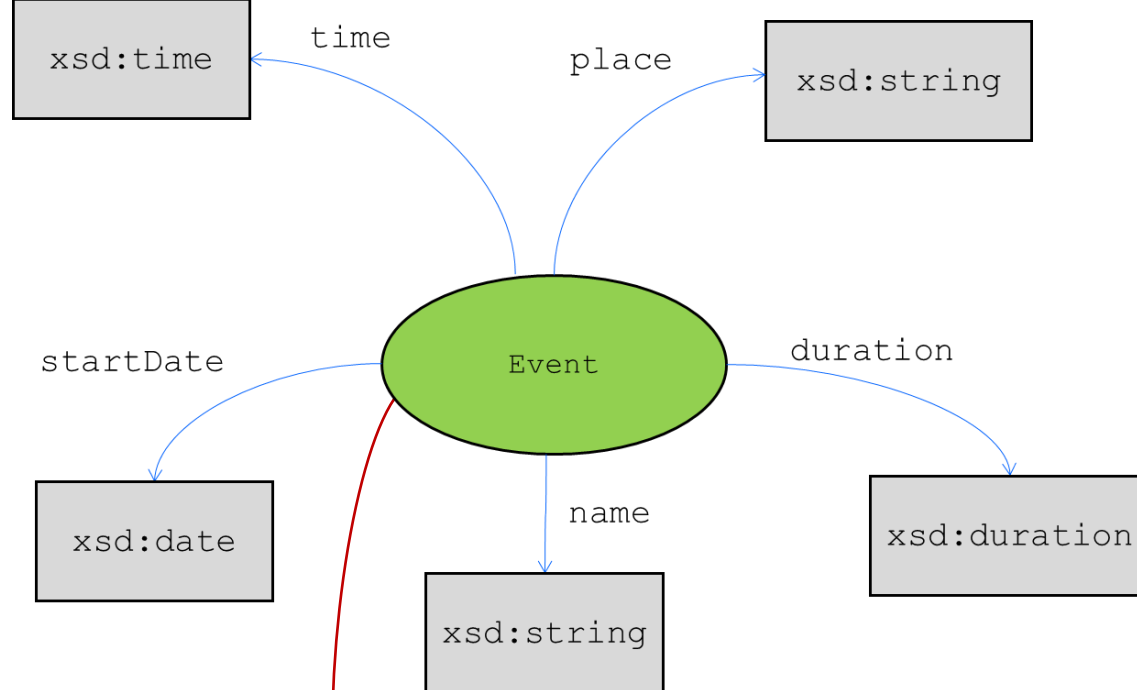 time
place
xsd:time
xsd:string
startDate
Event
duration
name
xsd:date
xsd:duration
xsd:string